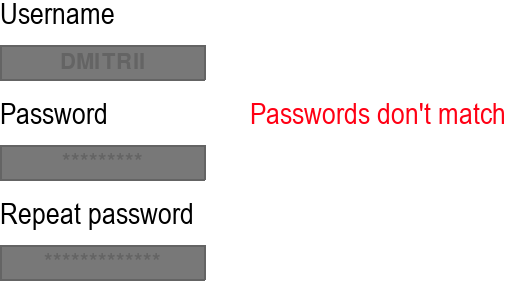 Username
DMITRII
Password
Passwords don't match
*********
Repeat password
*************